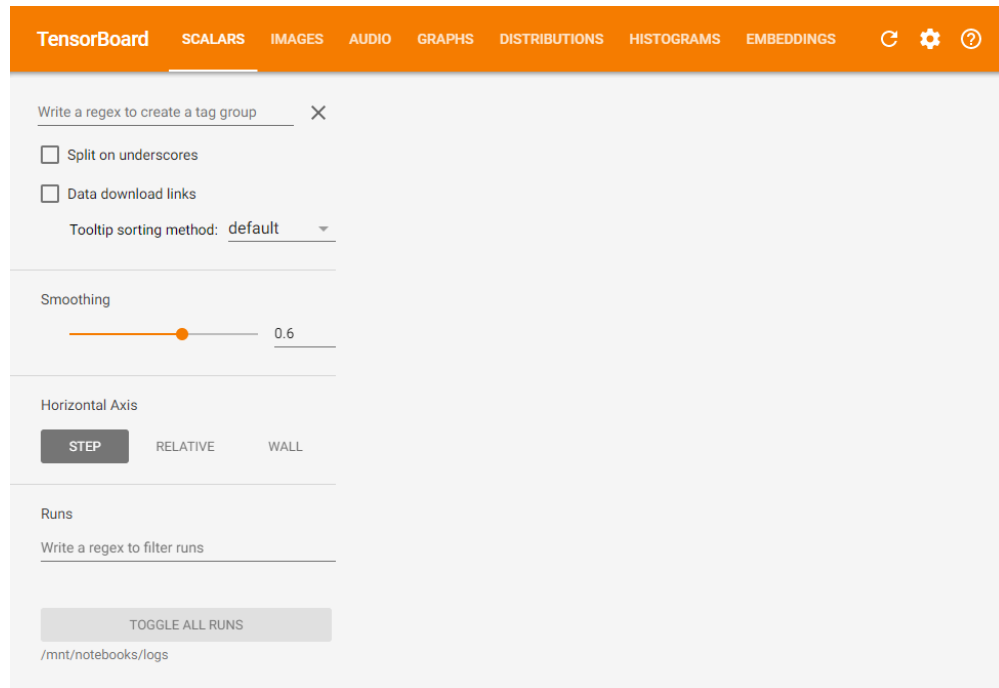 TensorBoard SCALARS IMAGES AUDIO GRAPHS DISTRIBUTIONS HISTOGRAMS EMBEDDINGS
Write a regex to create a tag group
Split on underscores
Data download links
Tooltip sorting method: default
Smoothing
0.6
Horizontal Axis
STEP RELATIVE WALL
Runs
Write a regex to filter runs
TOGGLE ALL RUNS
/mnt/notebooks/logs